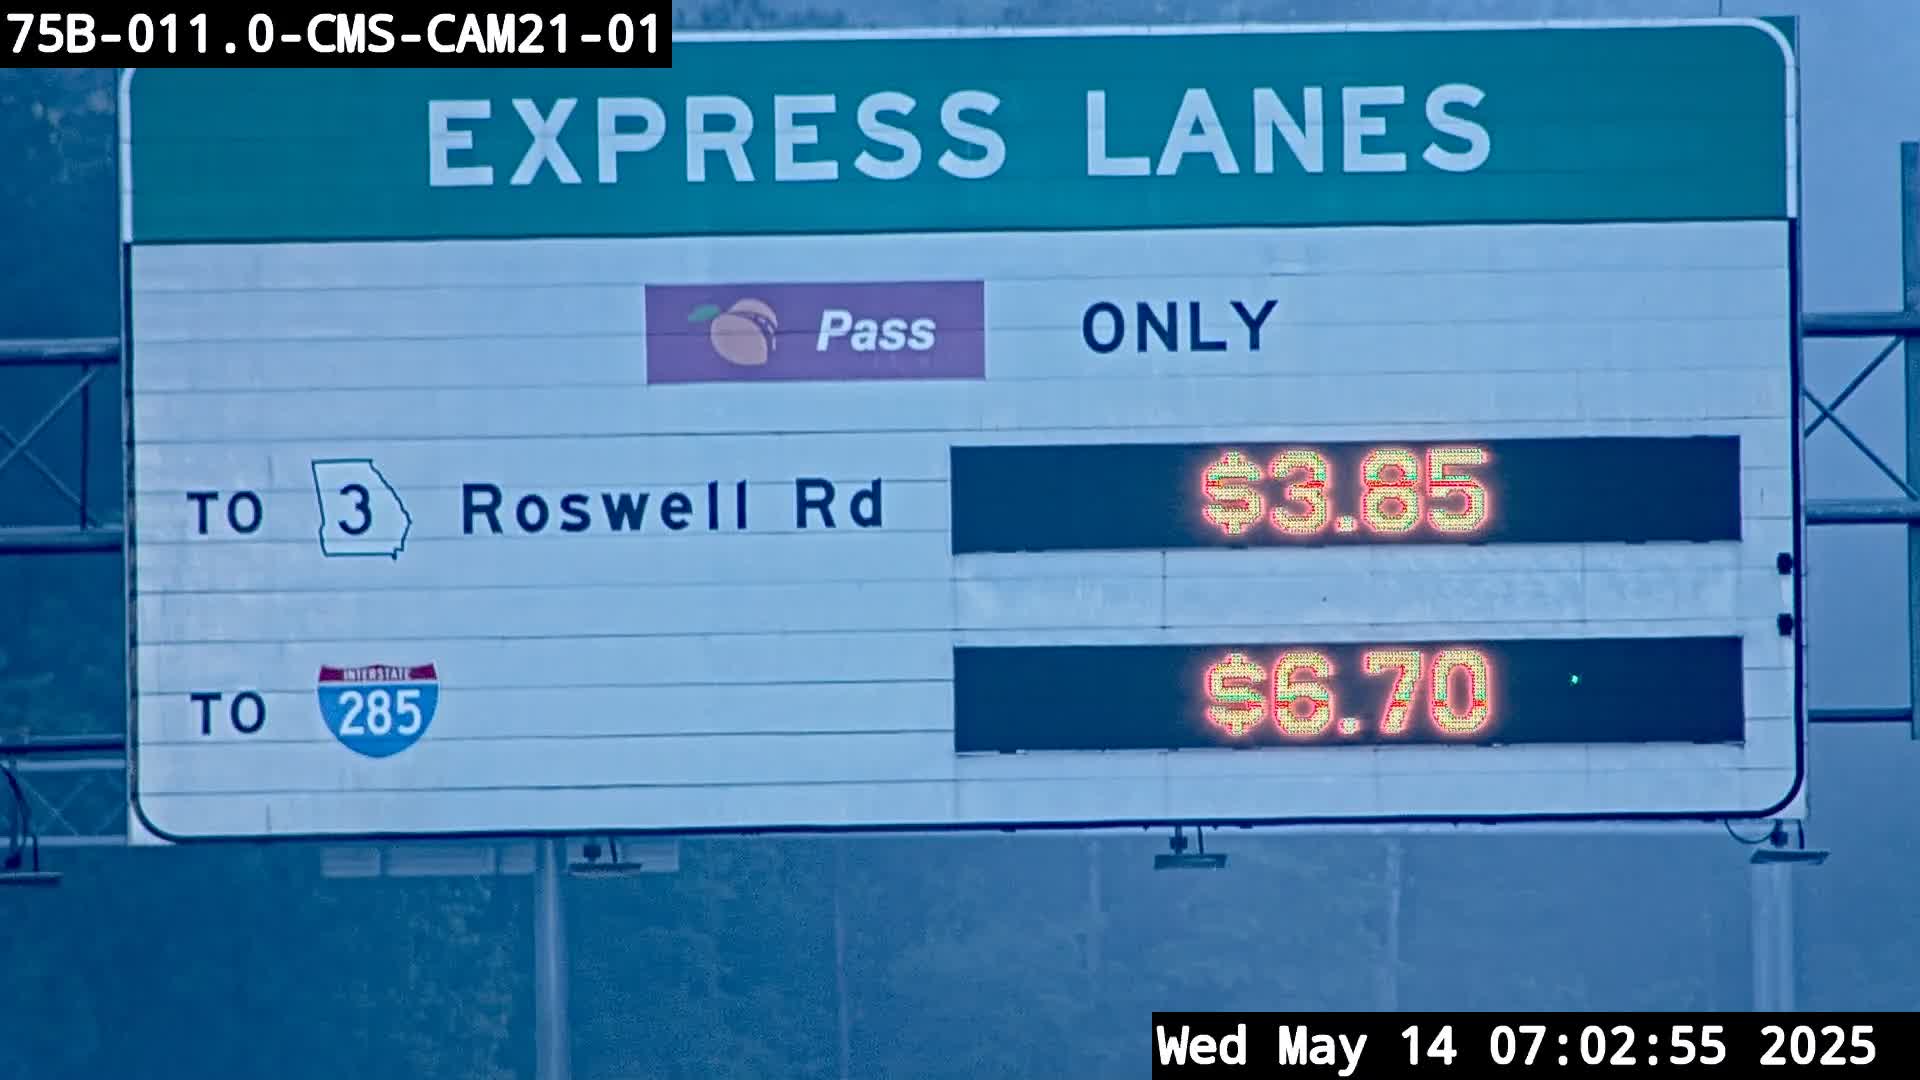 75B-011.0-CMS-CAM21-01
EXPRESS LANES
Pass ONLY
TO 3 Roswell Rd $3.85
INTERSTATE
TO 285 $6.70
Wed May 14 07:02:55 2025